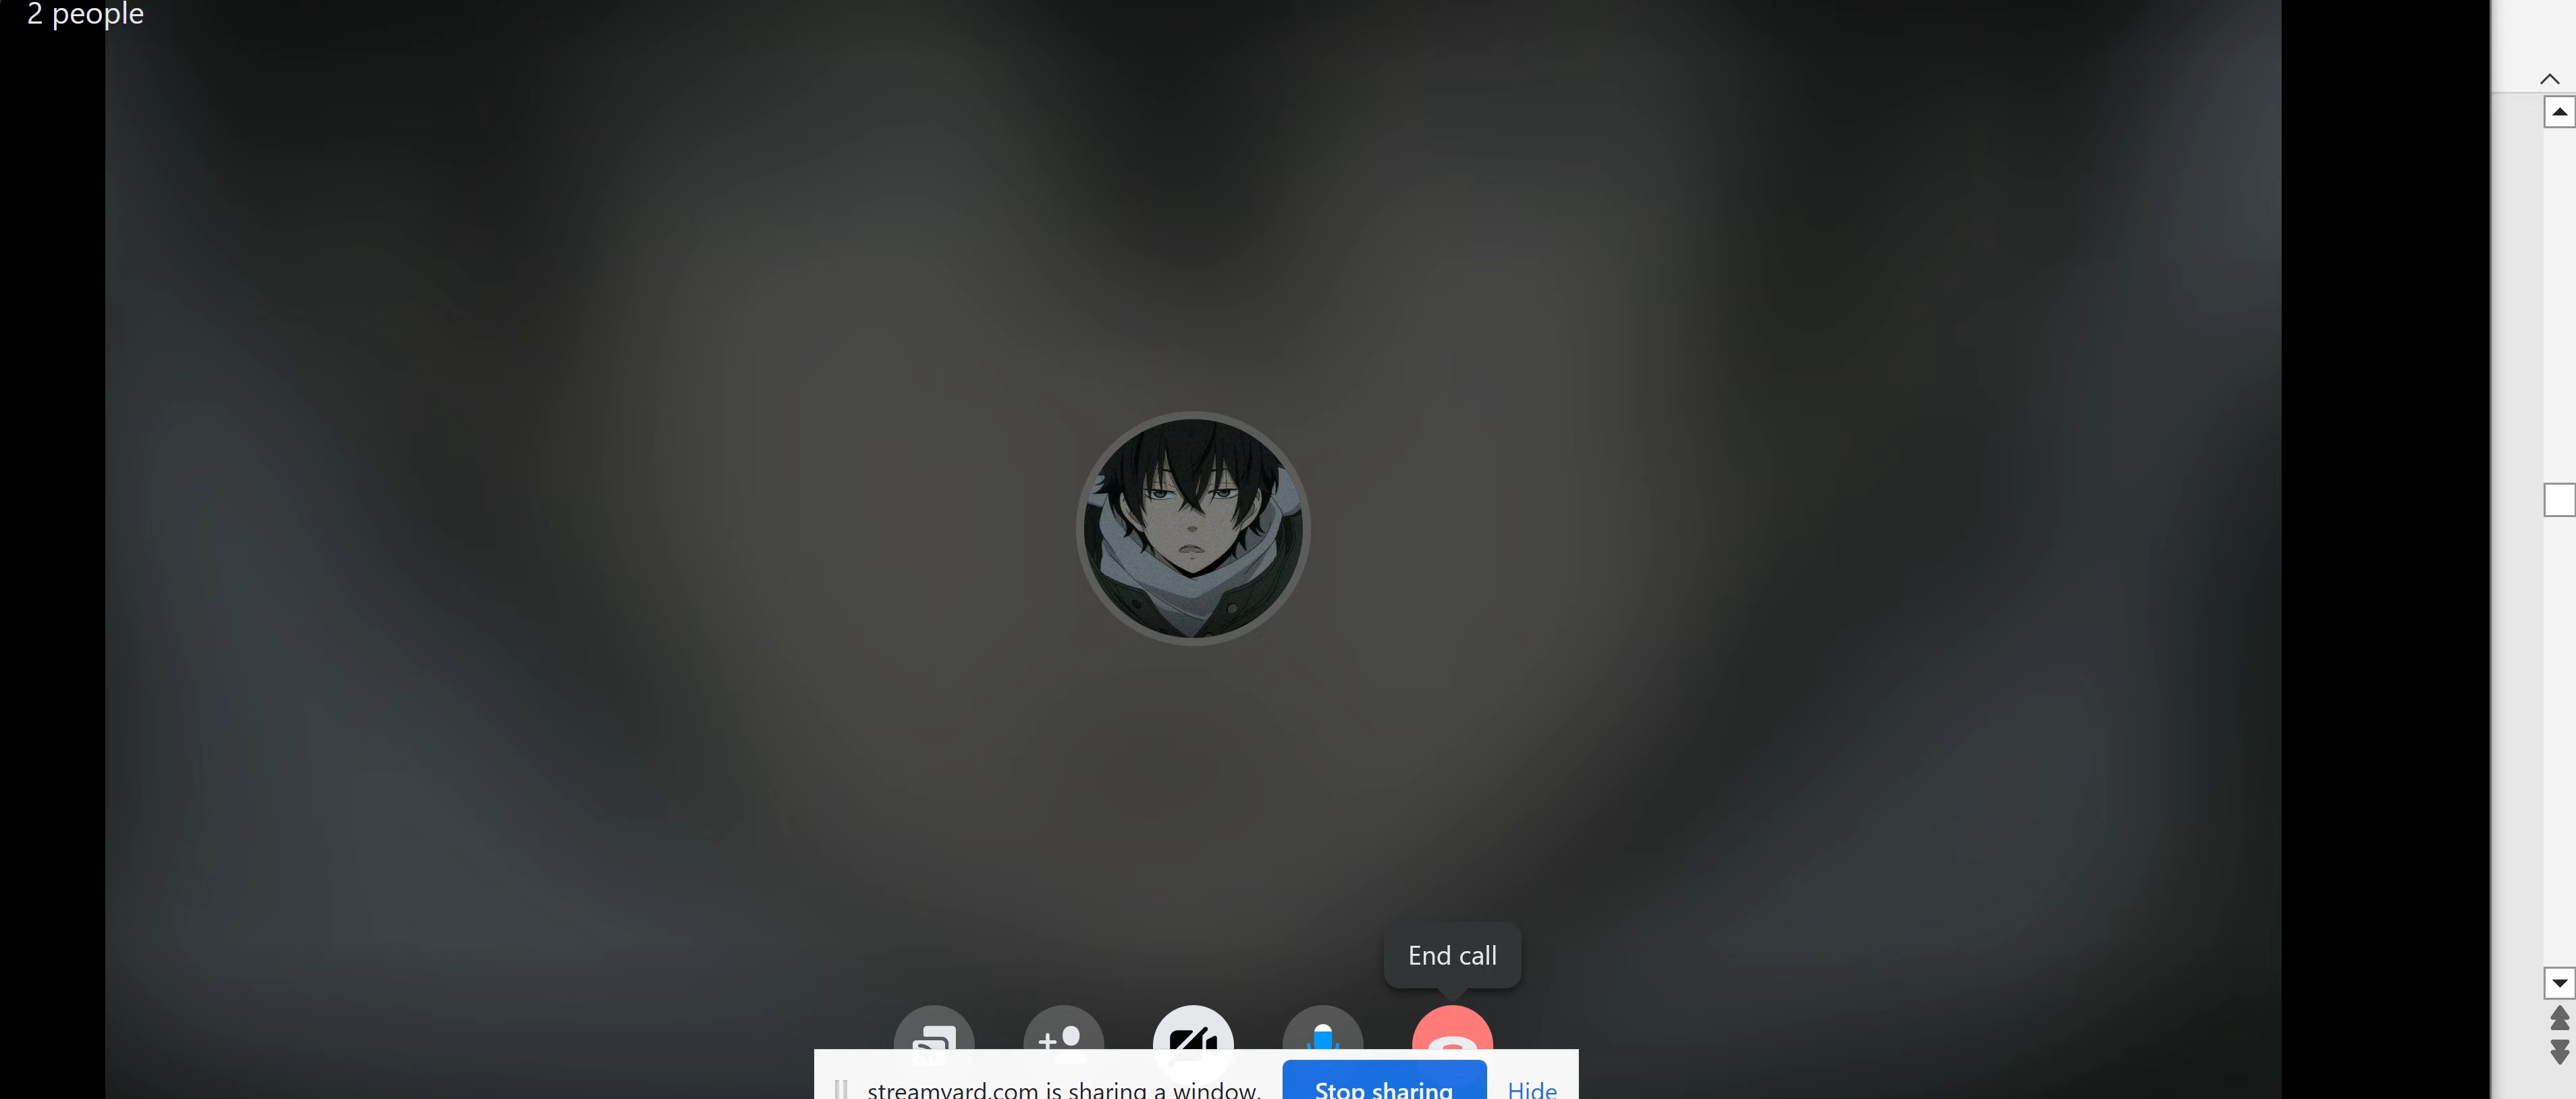 2 people
End call
streamyard.com is sharing a window.
Stop sharing
Hide